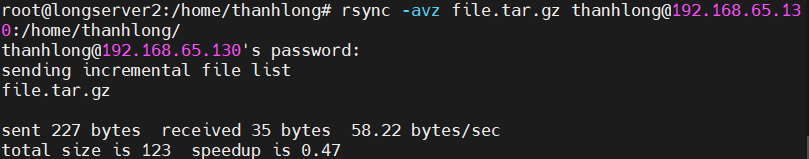 root@longserver2:/home/thanhlong# rsync -avz file.tar.gz thanhlong@192.168.65.13
0:/home/thanhlong/
thanhlong@192.168.65.130's password:
sending incremental file list
file.tar.gz

sent 227 bytes  received 35 bytes  58.22 bytes/sec
total size is 123  speedup is 0.47